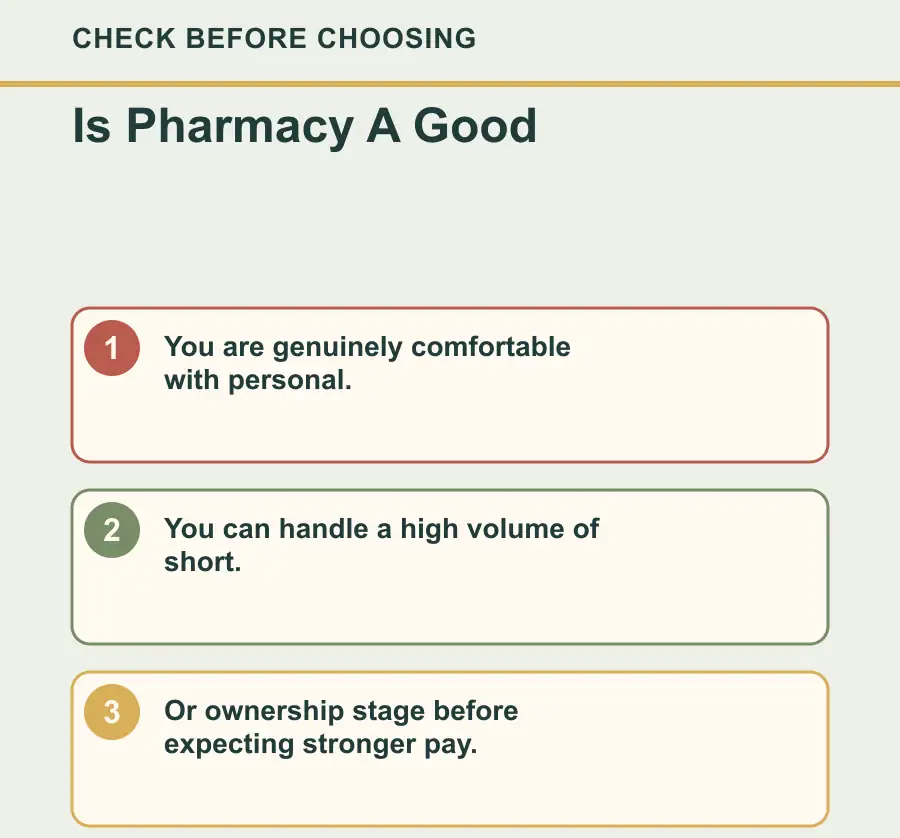 CHECK BEFORE CHOOSING
Is Pharmacy A Good
1
You are genuinely comfortable
with personal.
2
You can handle a high volume of
short.
3
Or ownership stage before
expecting stronger pay.